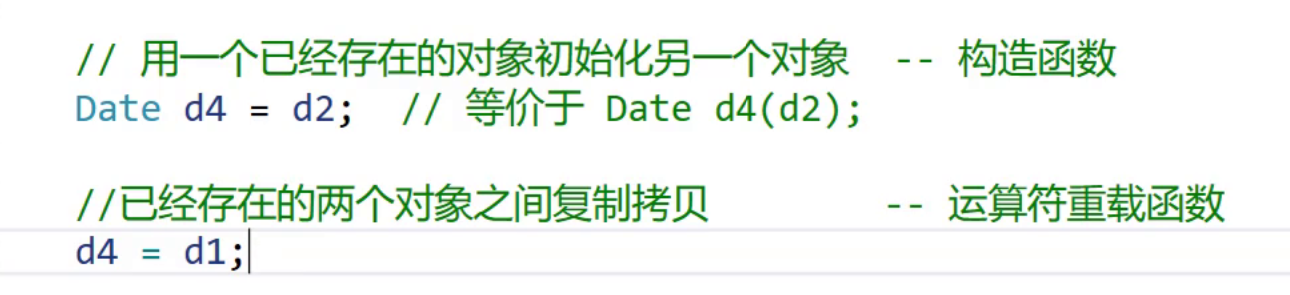 // 用一个已经存在的对象初始化另一个对象  -- 构造函数
Date d4 = d2;  // 等价于 Date d4(d2);
//已经存在的两个对象之间复制拷贝        -- 运算符重载函数
d4 = d1;